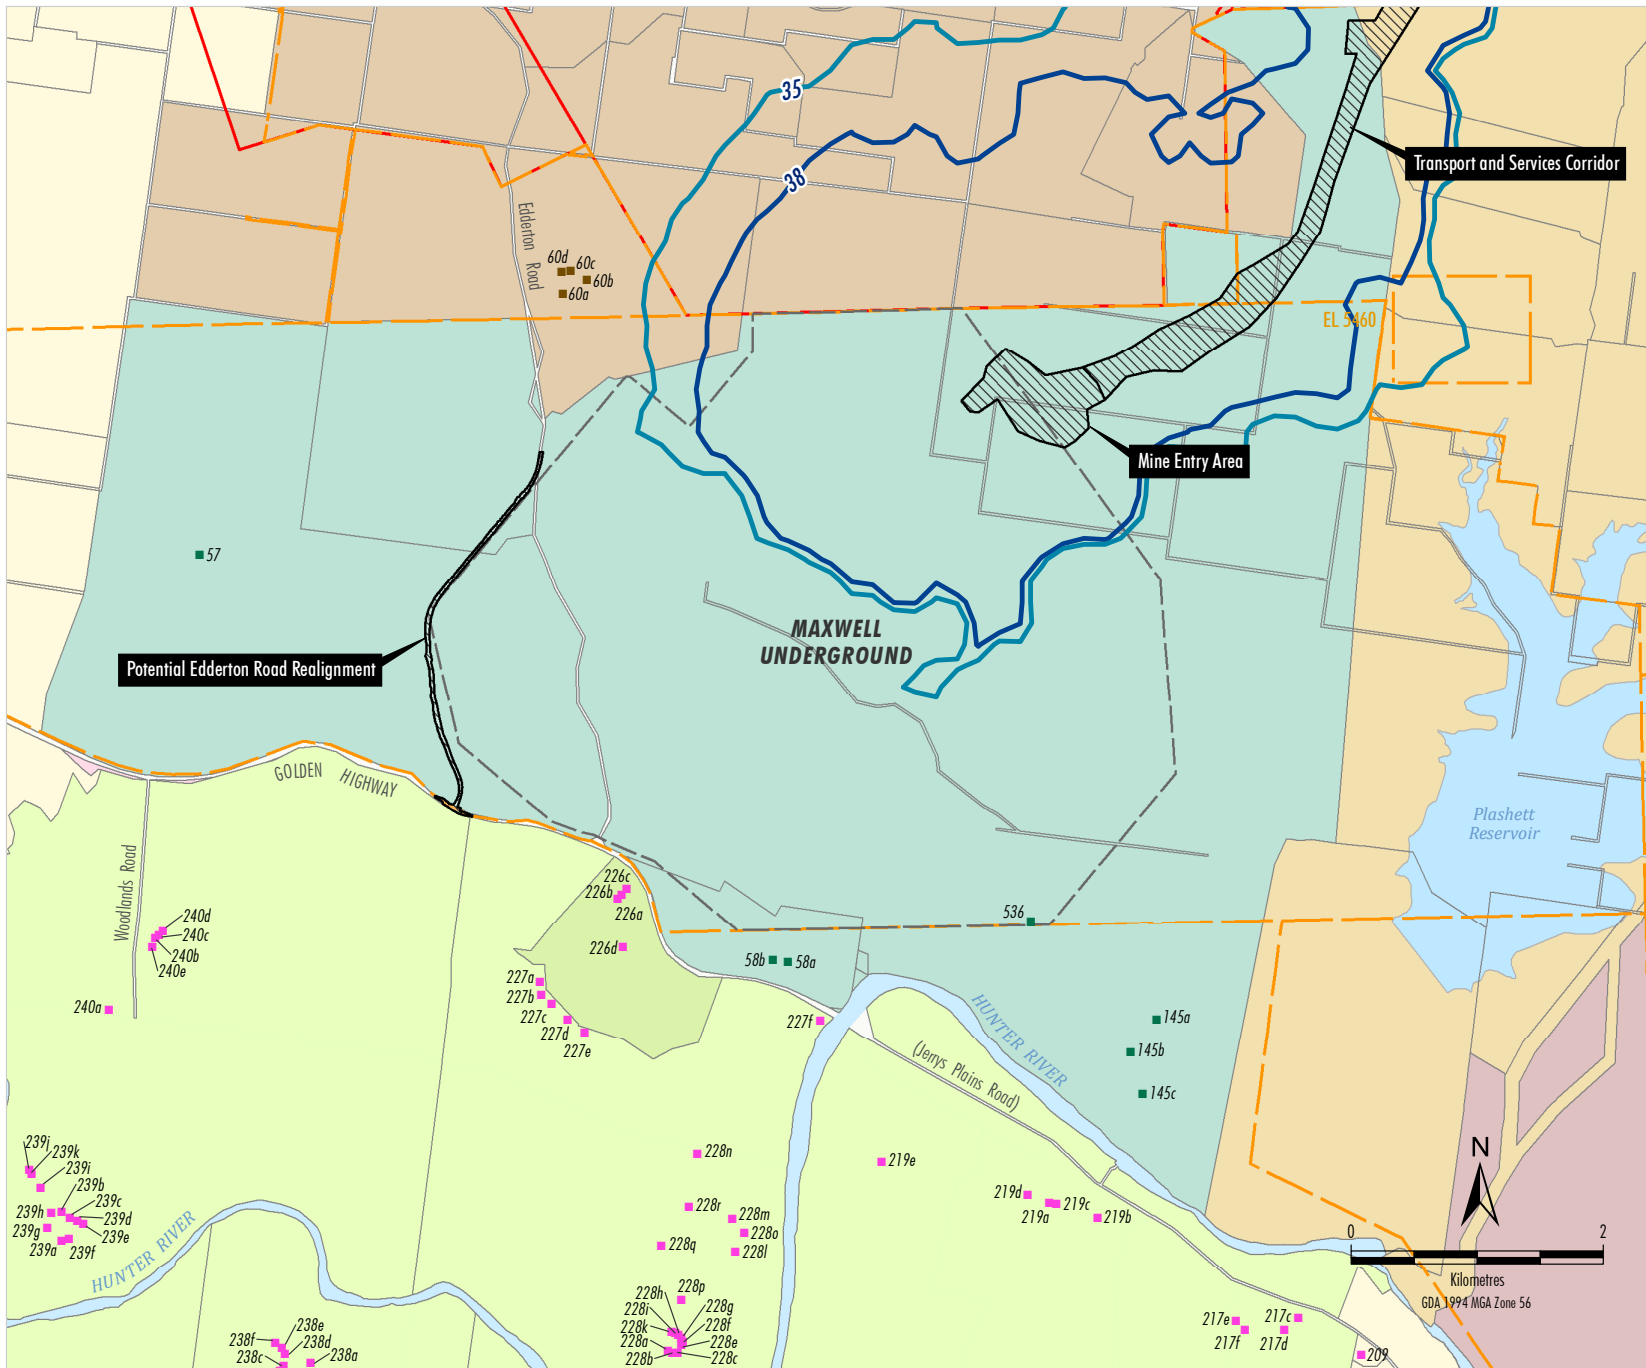 35
38
Transport and Services Corridor
Edderton Road
60d
60c
60b
60a
EL 5460
Mine Entry Area
57
MAXWELL
UNDERGROUND
Potential Edderton Road Realignment
GOLDEN HIGHWAY
Plashett
Reservoir
Woodlands Road
226c
226b
226a
226d
240d
240c
240b
240e
240a
536
58b
58a
227a
227b
227c
227d
227e
227f
HUNTER RIVER
145a
145b
145c
(Jerrys Plains Road)
239j
239k
239i
239b
239c
239h
239d
239g
239e
239a
239f
HUNTER RIVER
228n
219e
219d
219a
219c
219b
228r
228m
228o
228q
228l
N
0
2
Kilometres
GDA 1994 MGA Zone 56
228p
228h
228g
228i
228f
228k
228e
228a
228b
228c
238e
238f
238d
238c
238a
217e
217c
217f
217d
209